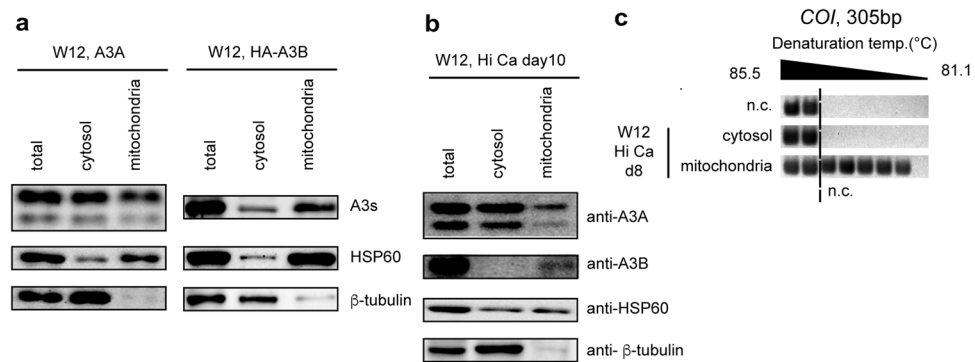 a
W12, A3A
W12, HA-A3B
total
cytosol
mitochondria
total
cytosol
mitochondria
A3s
HSP60
β-tubulin
b
W12, Hi Ca day10
total
cytosol
mitochondria
anti-A3A
anti-A3B
anti-HSP60
anti- β-tubulin
c
COI, 305bp
Denaturation temp.(°C)
85.5
81.1
n.c.
W12
Hi Ca
d8
cytosol
mitochondria
n.c.